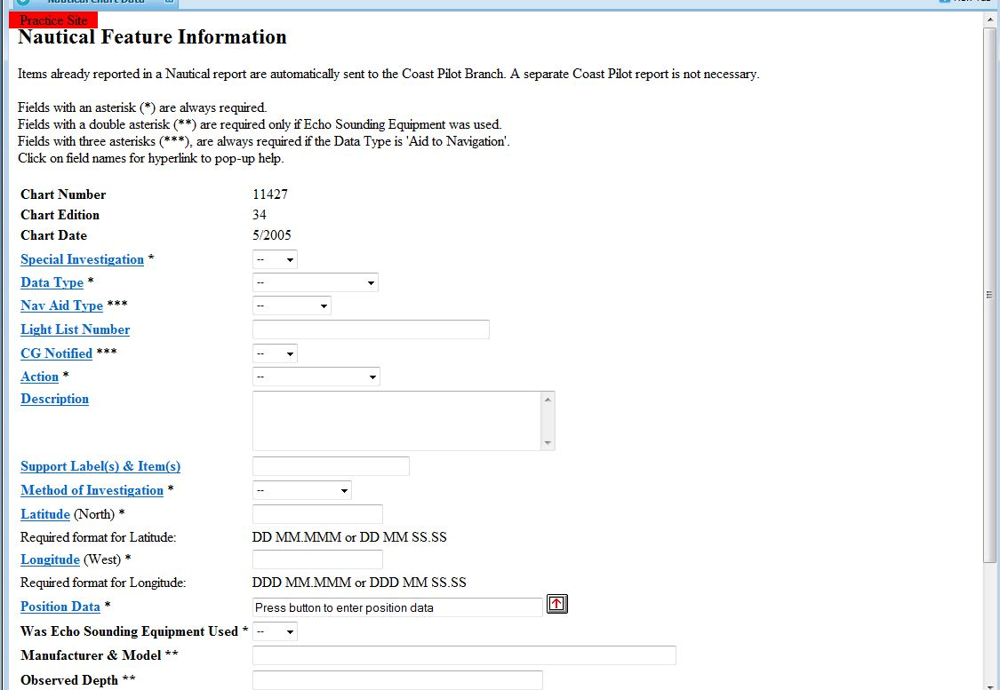 Nautical Chart Data
New Tab
Practice Site
Nautical Feature Information
Items already reported in a Nautical report are automatically sent to the Coast Pilot Branch. A separate Coast Pilot report is not necessary.
Fields with an asterisk (*) are always required.
Fields with a double asterisk (**) are required only if Echo Sounding Equipment was used.
Fields with three asterisks (***), are always required if the Data Type is 'Aid to Navigation'.
Click on field names for hyperlink to pop-up help.
Chart Number 11427
Chart Edition 34
Chart Date 5/2005
Special Investigation * --
Data Type * --
Nav Aid Type *** --
Light List Number
CG Notified *** --
Action * --
Description
Support Label(s) & Item(s)
Method of Investigation * --
Latitude (North) *
Required format for Latitude: DD MM.MMM or DD MM SS.SS
Longitude (West) *
Required format for Longitude: DDD MM.MMM or DDD MM SS.SS
Position Data * Press button to enter position data
Was Echo Sounding Equipment Used * --
Manufacturer & Model **
Observed Depth **